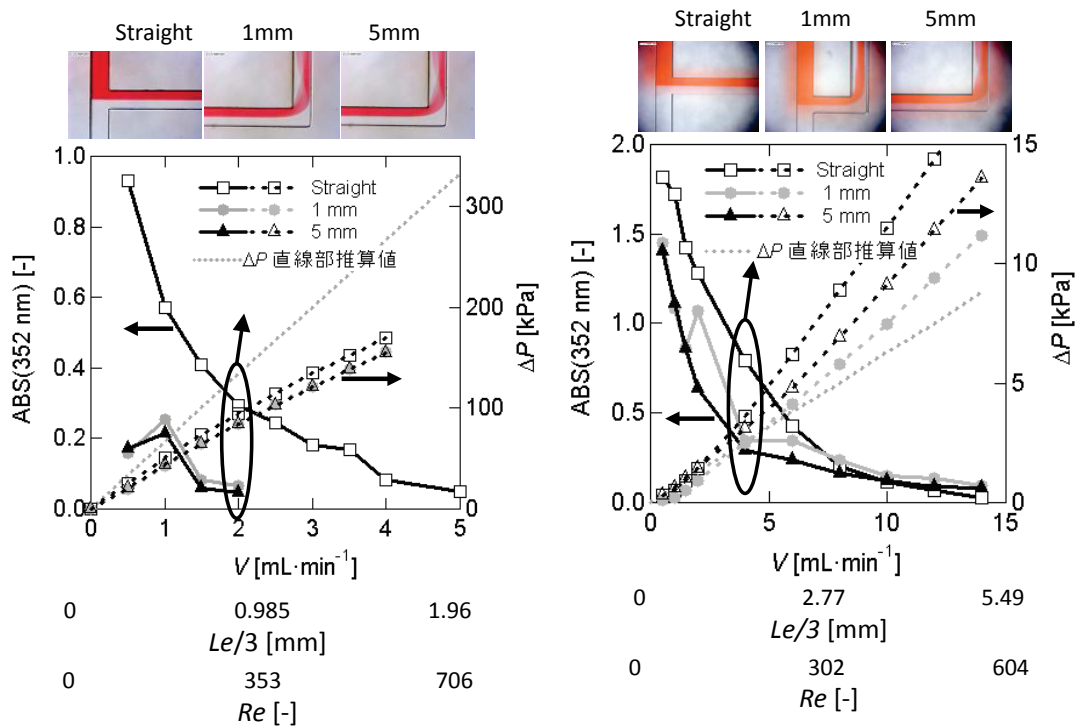 Straight 1mm 5mm
1.0
0.8
0.6
0.4
0.2
0.0
ABS(352 nm) [-]
Straight
1 mm
5 mm
ΔP 直線部推算値
300
200
100
0
ΔP [kPa]
0 1 2 3 4 5
V [mL·min⁻¹]
0 0.985 1.96
Le/3 [mm]
0 353 706
Re [-]
Straight 1mm 5mm
2.0
1.5
1.0
0.5
0.0
ABS(352 nm) [-]
Straight
1 mm
5 mm
ΔP 直線部推算値
15
10
5
0
ΔP [kPa]
0 5 10 15
V [mL·min⁻¹]
0 2.77 5.49
Le/3 [mm]
0 302 604
Re [-]